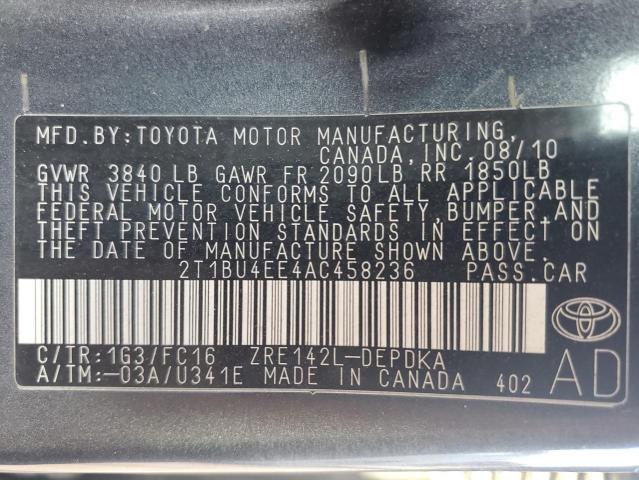 MFD.BY:TOYOTA MOTOR MANUFACTURING,
CANADA,INC.08/10
GVWR 3840 LB GAWR FR 2090LB RR 1850LB
THIS VEHICLE CONFORMS TO ALL APPLICABLE
FEDERAL MOTOR VEHICLE SAFETY,BUMPER,AND
THEFT PREVENTION STANDARDS IN EFFECT ON
THE DATE OF MANUFACTURE SHOWN ABOVE.
2T1BU4EE4AC458236 PASS.CAR
C/TR:1G3/FC16 ZRE142L-DEPDKA
A/TM:-03A/U341E MADE IN CANADA 402
AD